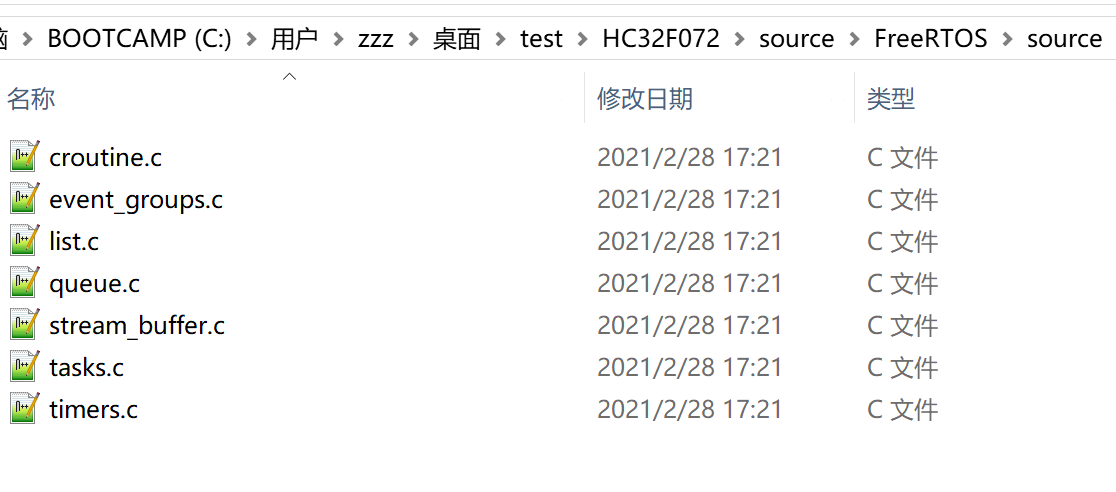 脑 > BOOTCAMP (C:) > 用户 > zzz > 桌面 > test > HC32F072 > source > FreeRTOS > source
名称 修改日期 类型
croutine.c 2021/2/28 17:21 C 文件
event_groups.c 2021/2/28 17:21 C 文件
list.c 2021/2/28 17:21 C 文件
queue.c 2021/2/28 17:21 C 文件
stream_buffer.c 2021/2/28 17:21 C 文件
tasks.c 2021/2/28 17:21 C 文件
timers.c 2021/2/28 17:21 C 文件